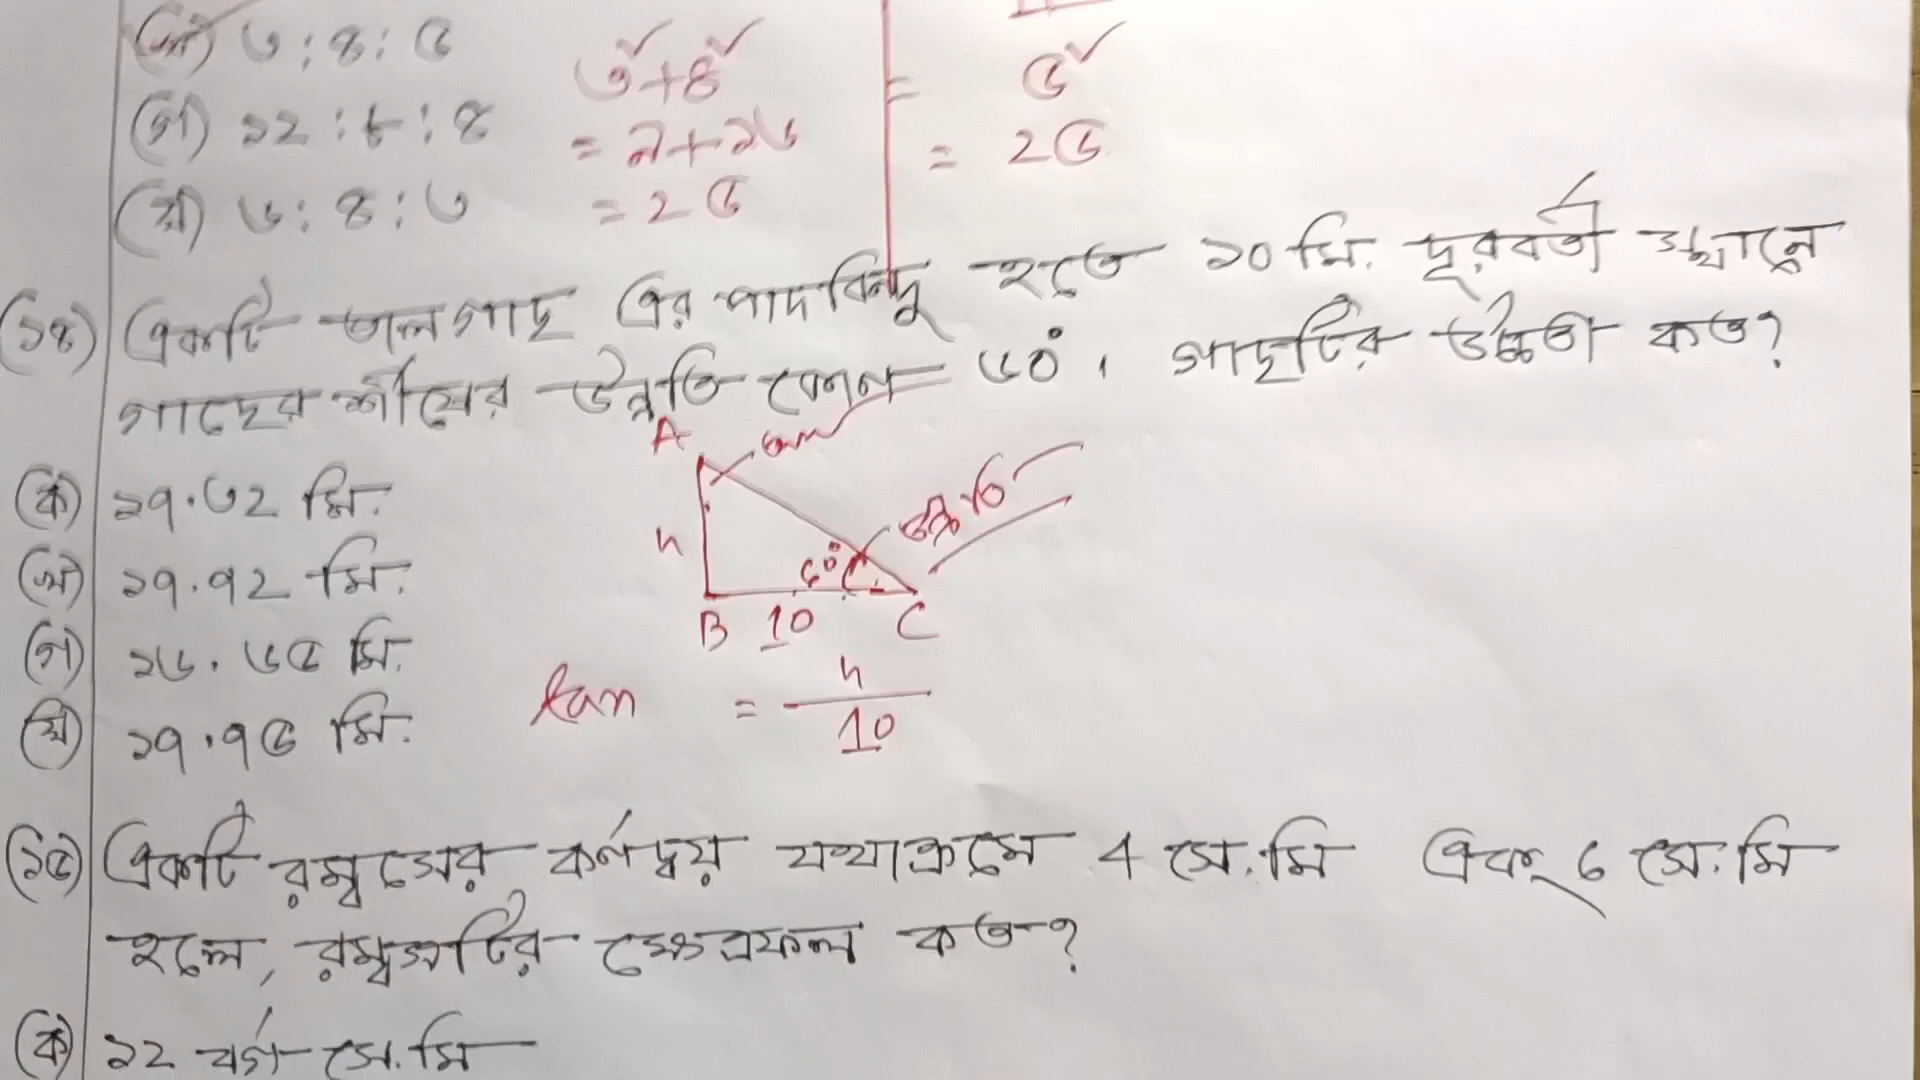 (খ) ৩ : ৪ : ৫
(গ) ১২ : ৮ : ৪
(ঘ) ৬ : ৪ : ৩
৩²+৪² = ৫²
= ৯+১৬ = ২৫
= ২৫
(১৪) একটি তালগাছ এর পাদবিন্দু হতে ১০ মি. দূরবর্তী স্থানে
গাছের শীর্ষের উন্নতি কোণ ৬০°। গাছটির উচ্চতা কত?
(ক) ১৭.৩২ মি.
(খ) ১৭.৭২ মি.
(গ) ১৬.৬৫ মি.
(ঘ) ১৭.৭৫ মি.
A
h 60° উন্নতি
B 10 C
tan = h/10
(১৫) একটি রম্বসের কর্ণদ্বয় যথাক্রমে 4 সে.মি এবং ৬ সে.মি
হলে, রম্বসটির ক্ষেত্রফল কত?
(ক) ১২ বর্গ সে.মি